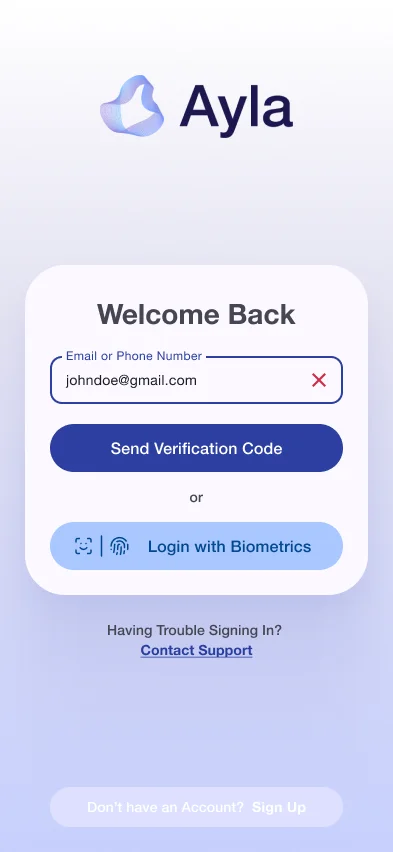 Ayla
Welcome Back
Email or Phone Number
johndoe@gmail.com
Send Verification Code
or
Login with Biometrics
Having Trouble Signing In?
Contact Support
Don't have an Account? Sign Up